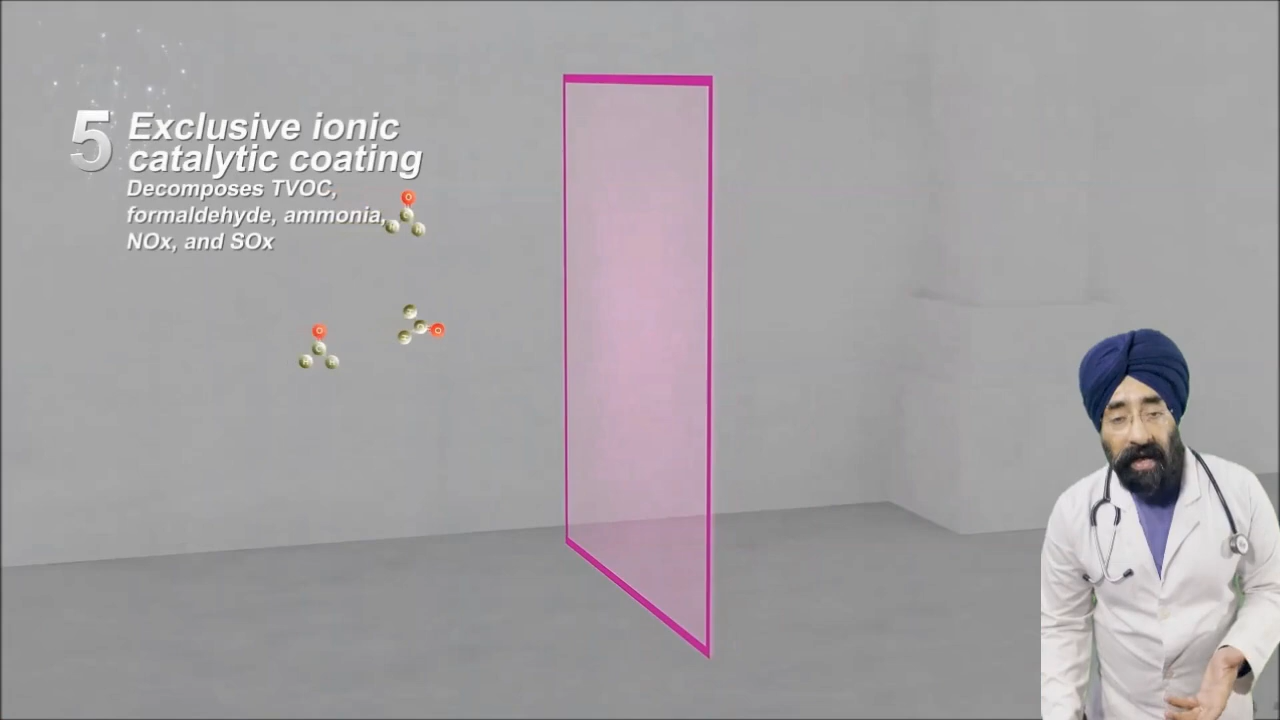 5 Exclusive ionic
catalytic coating
Decomposes TVOC,
formaldehyde, ammonia,
NOx, and SOx